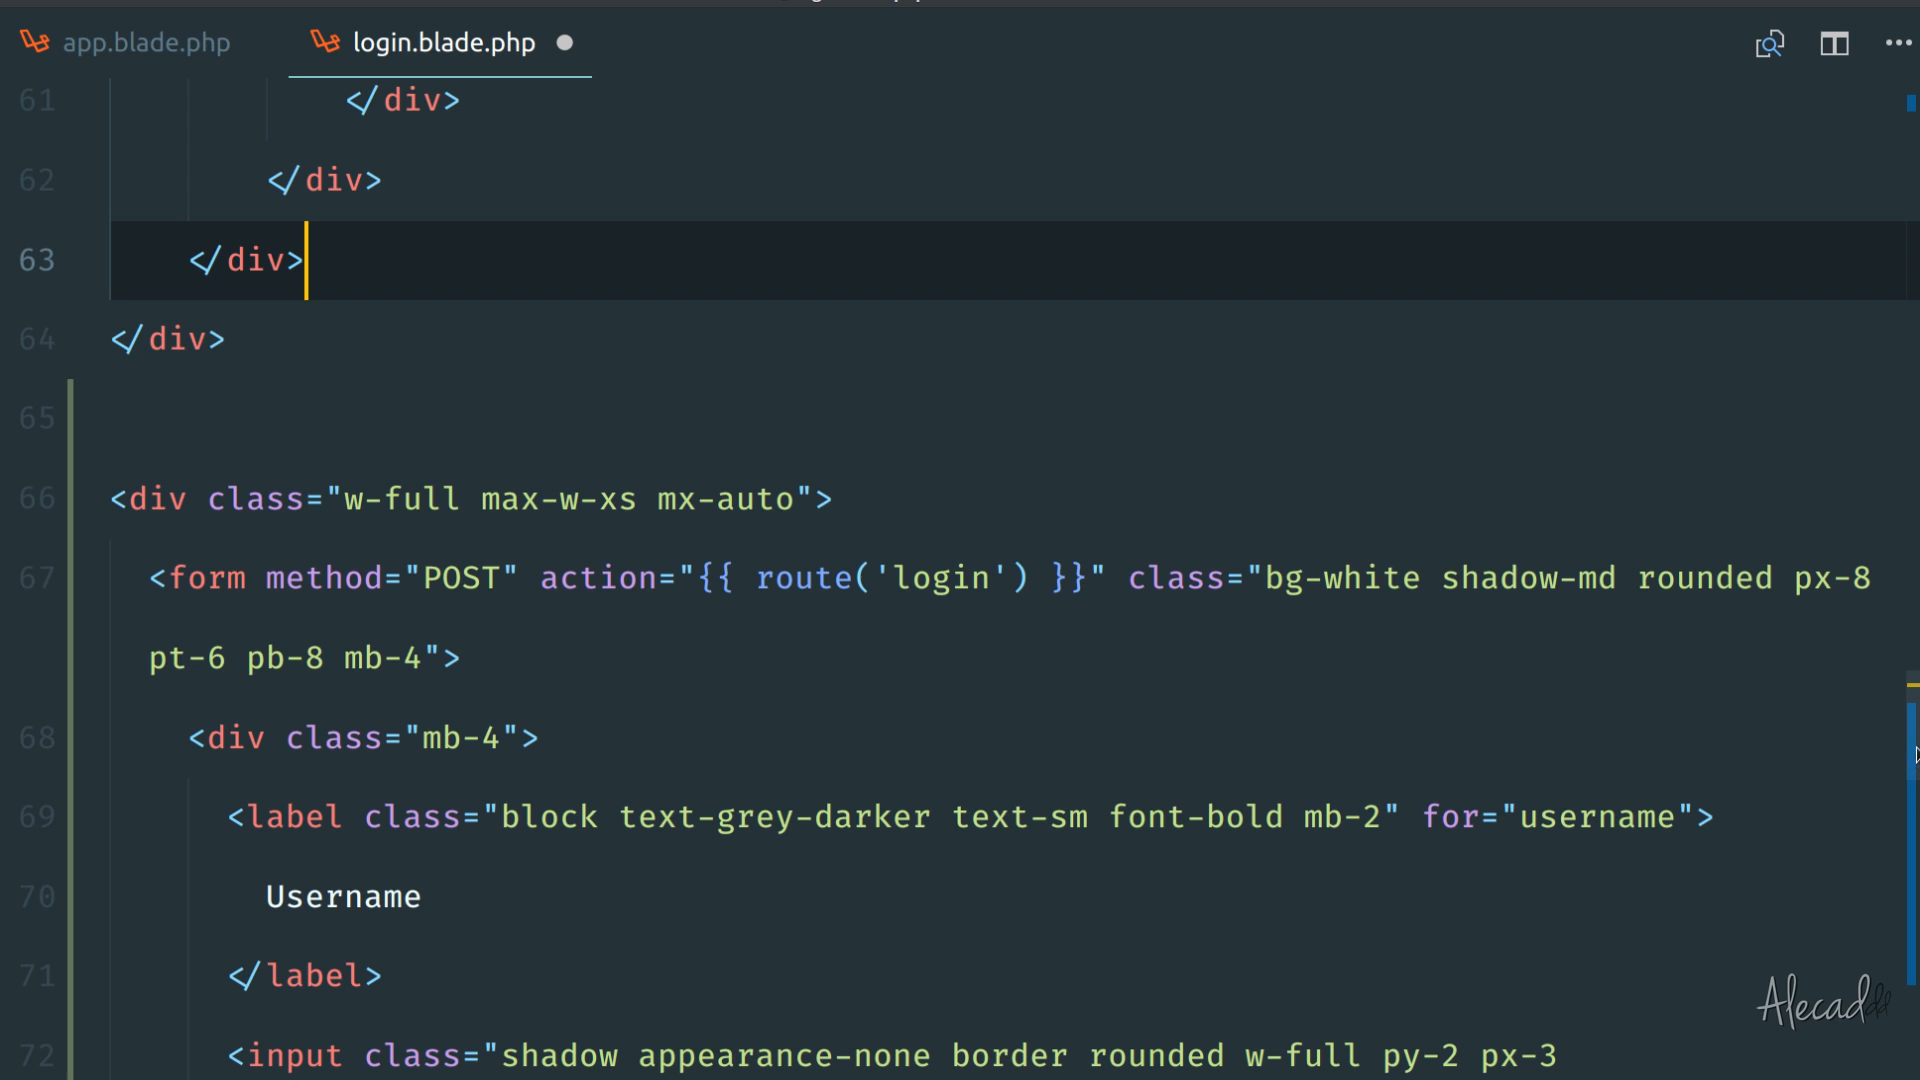 app.blade.php login.blade.php
61 </div>
62 </div>
63 </div>
64 </div>
65
66 <div class="w-full max-w-xs mx-auto">
67 <form method="POST" action="{{ route('login') }}" class="bg-white shadow-md rounded px-8
pt-6 pb-8 mb-4">
68 <div class="mb-4">
69 <label class="block text-grey-darker text-sm font-bold mb-2" for="username">
70 Username
71 </label>
72 <input class="shadow appearance-none border rounded w-full py-2 px-3
Alecaddd